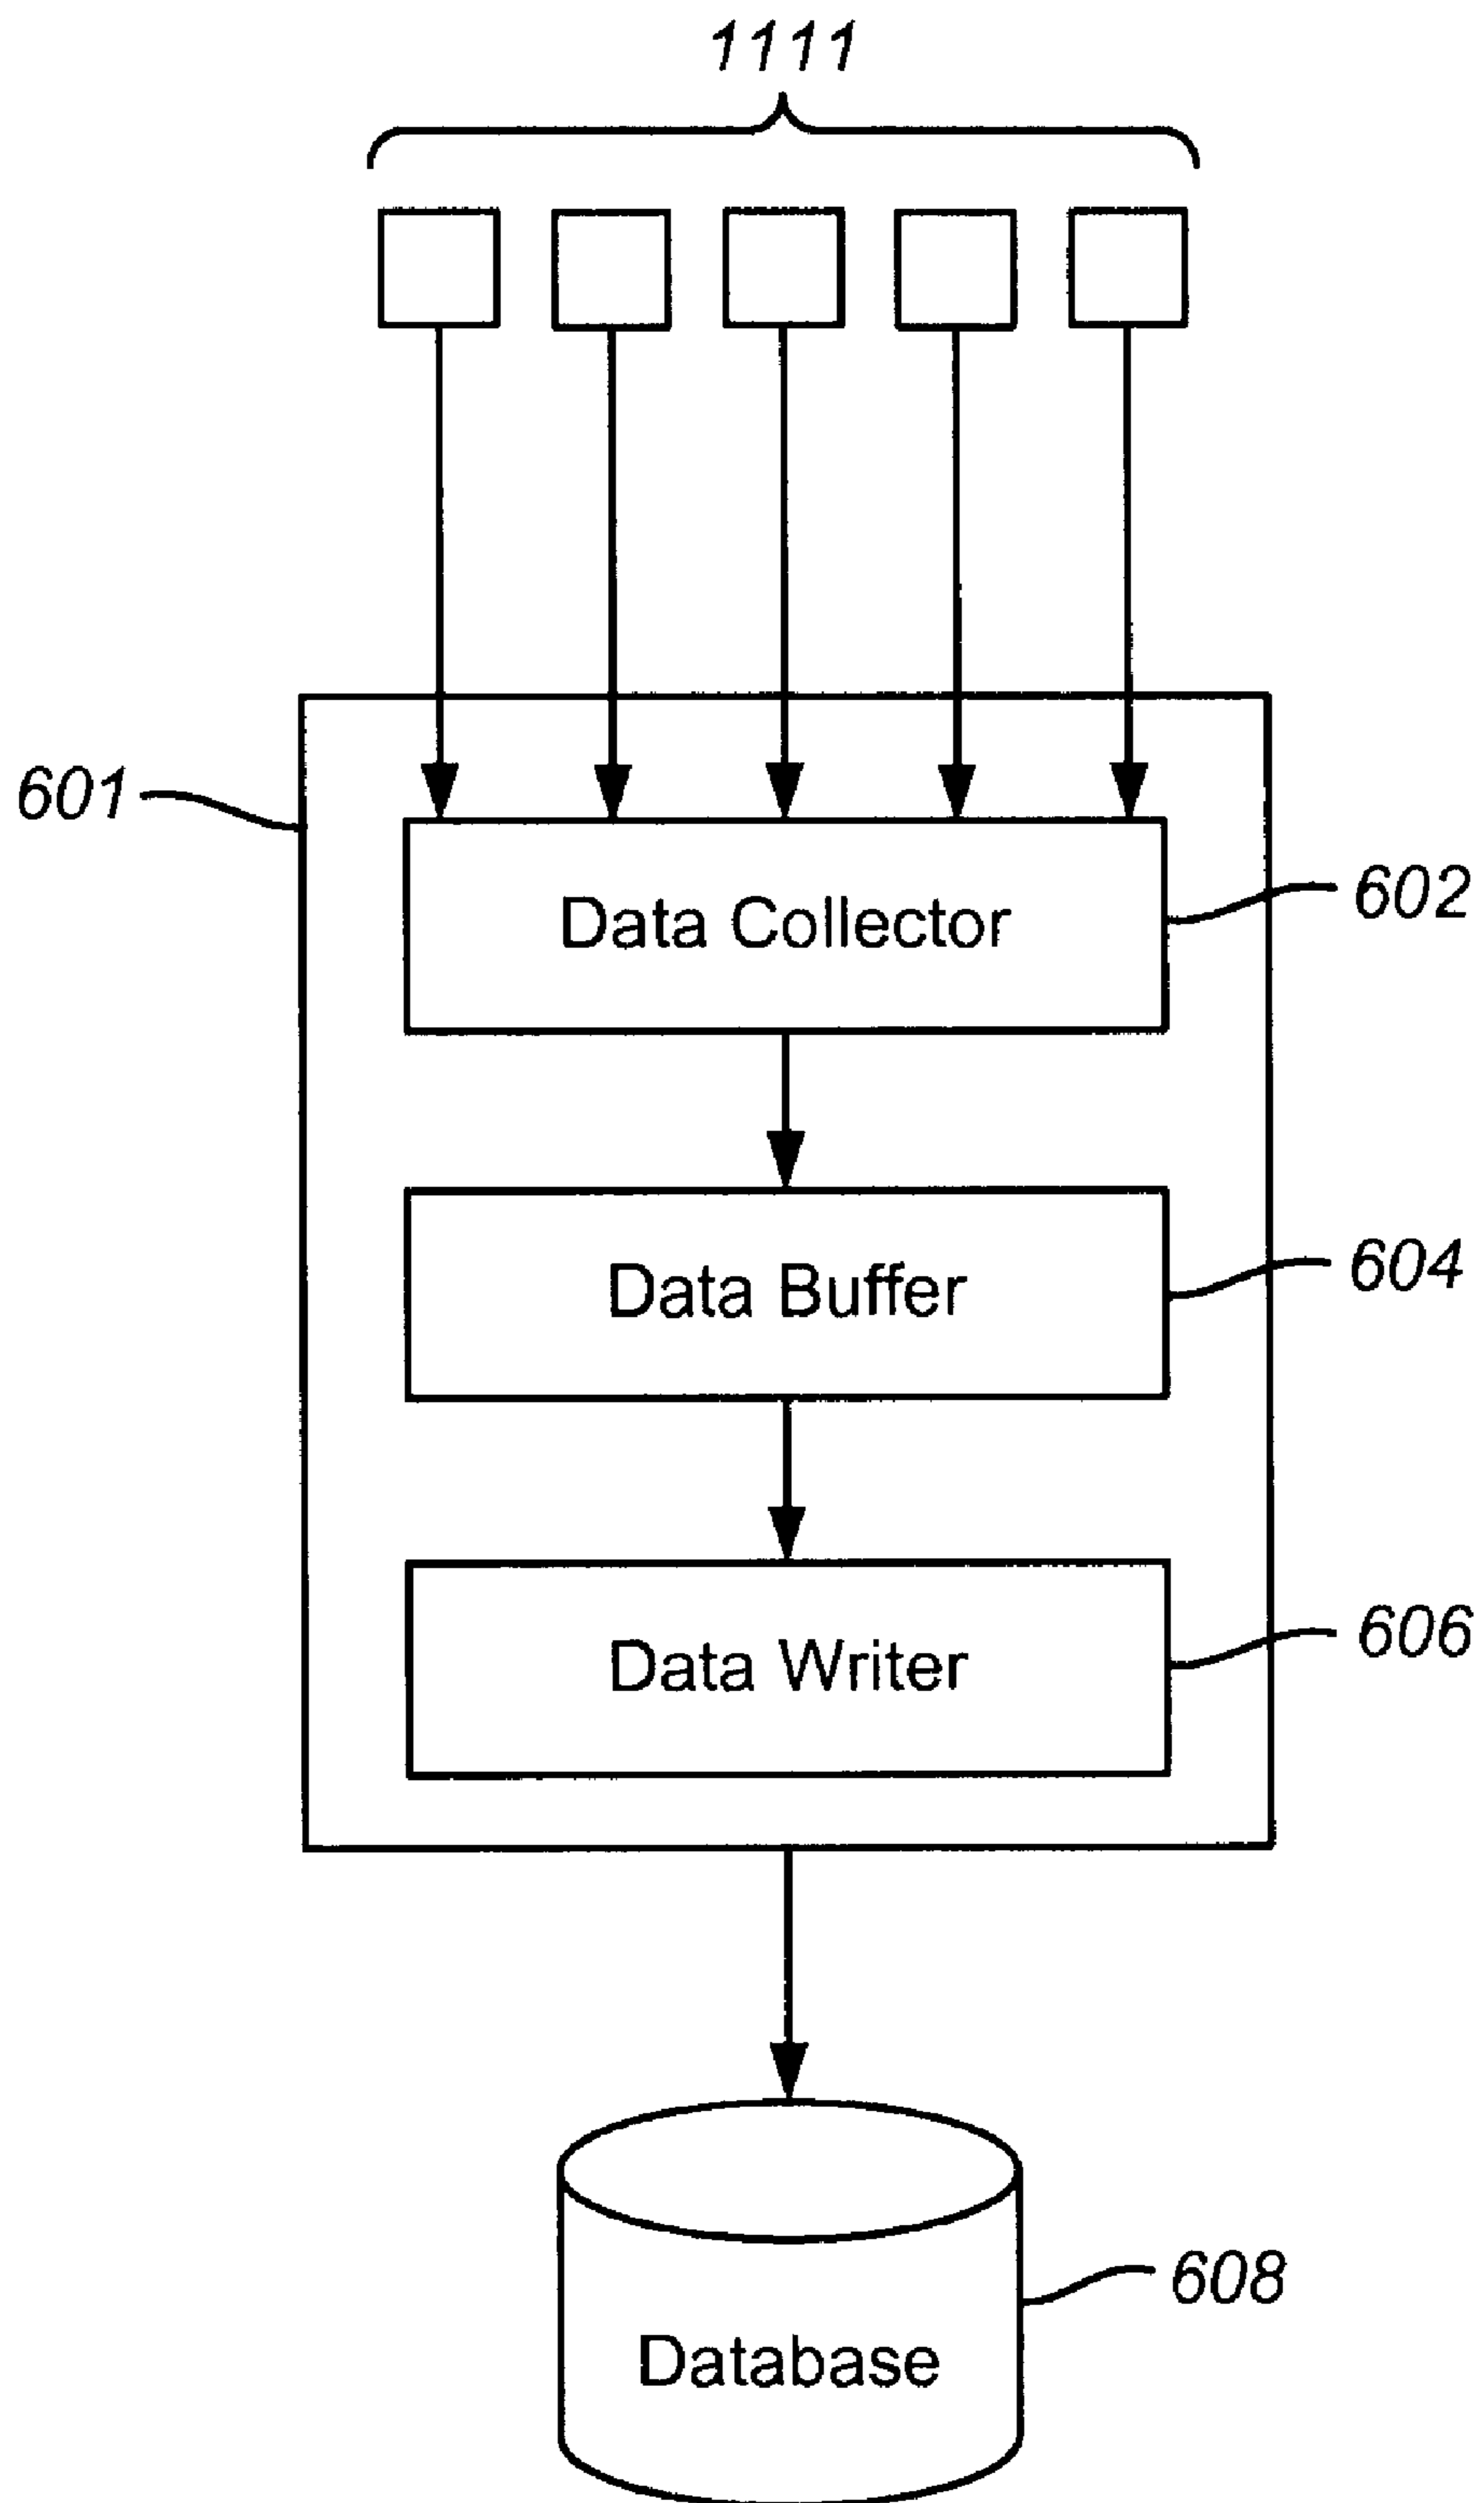 1111
601
Data Collector
602
Data Buffer
604
Data Writer
606
608
Database